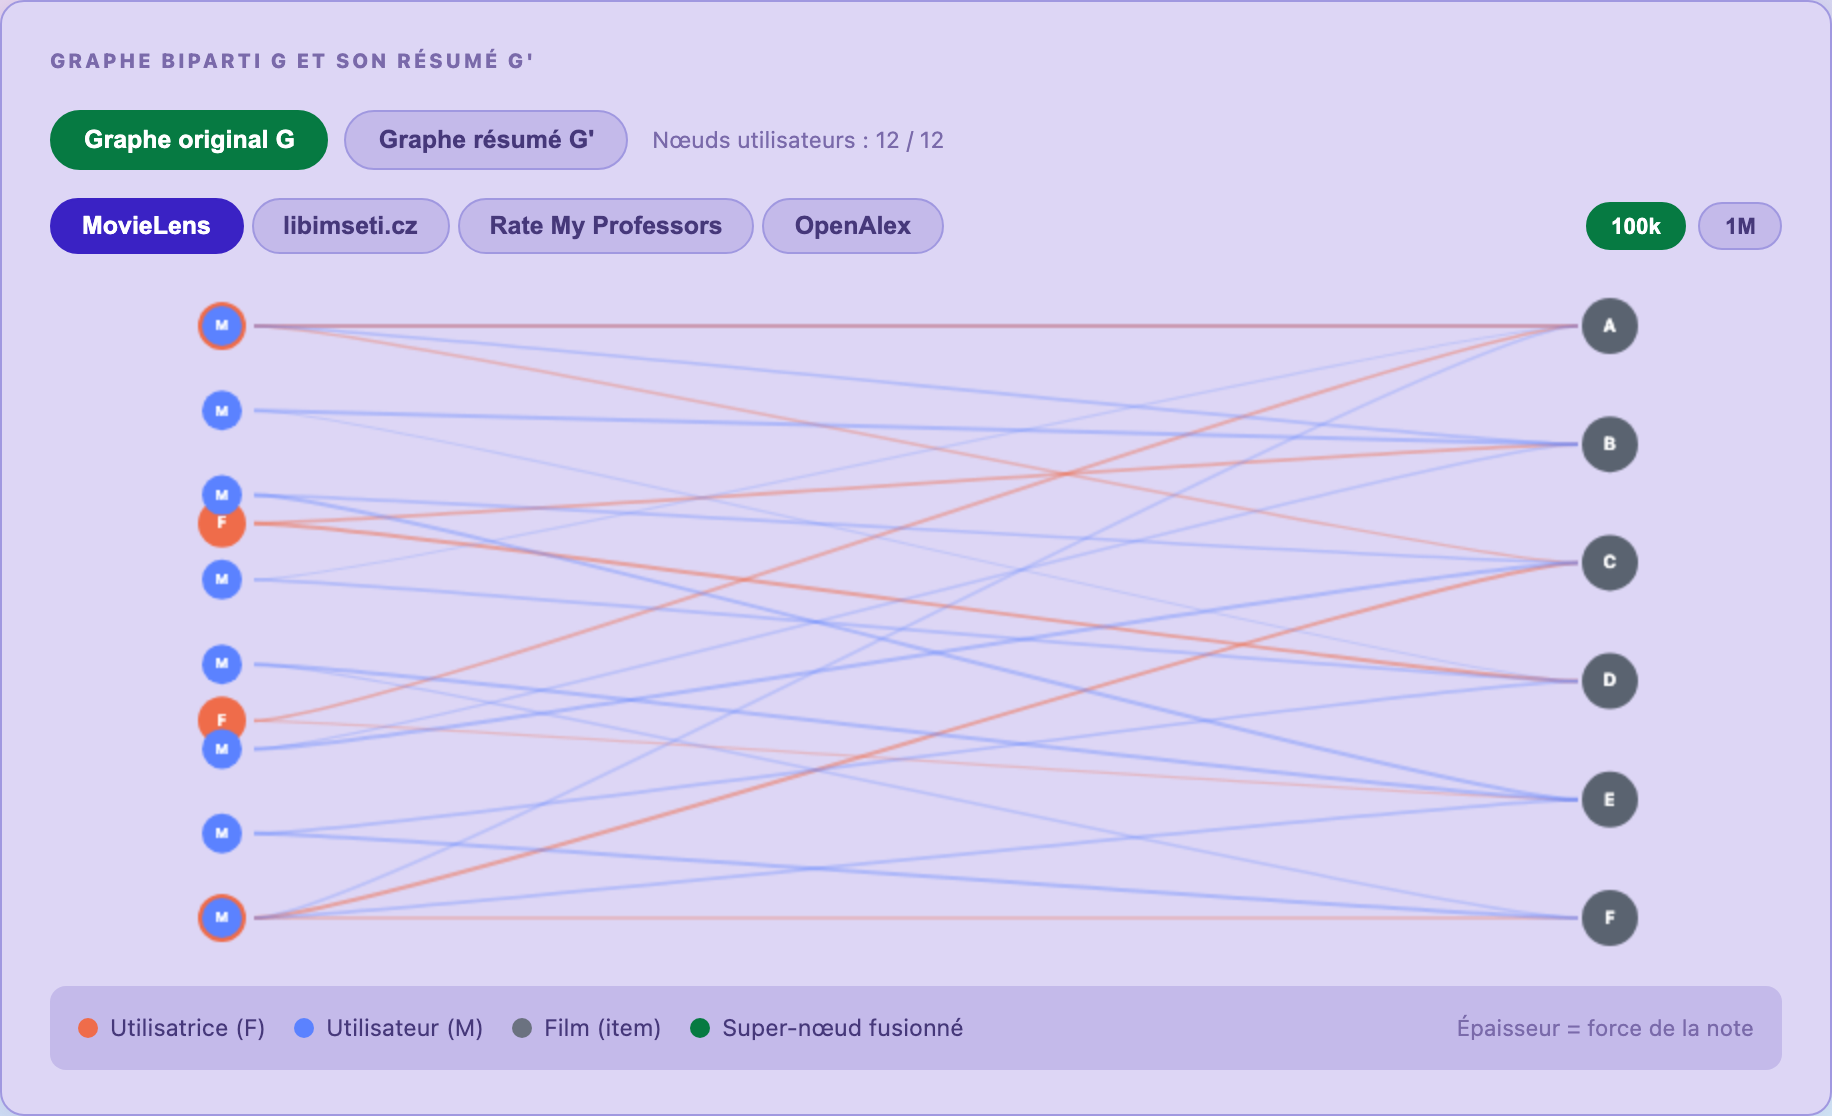 GRAPHE BIPARTI G ET SON RÉSUMÉ G'
Graphe original G Graphe résumé G' Nœuds utilisateurs : 12 / 12
MovieLens libimseti.cz Rate My Professors OpenAlex 100k 1M
M A
M
B
M
F
C
M
M
D
F
M
E
M
M F
Utilisatrice (F) Utilisateur (M) Film (item) Super-nœud fusionné Épaisseur = force de la note